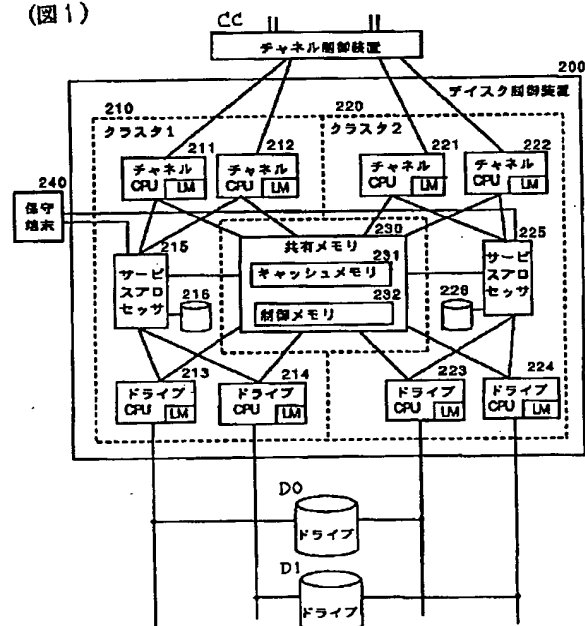 (図1)
CC
チャネル制御装置
200
ディスク制御装置
210
220
クラスタ1
クラスタ2
211
212
221
222
チャネル
CPU LM
チャネル
CPU LM
チャネル
CPU LM
チャネル
CPU LM
240
保守
端末
215
サービ
スプロ
セッサ
216
230
共有メモリ
231
キャッシュメモリ
232
制御メモリ
225
サービ
スプロ
セッサ
226
213
214
223
224
ドライブ
CPU LM
ドライブ
CPU LM
ドライブ
CPU LM
ドライブ
CPU LM
D0
ドライブ
D1
ドライブ